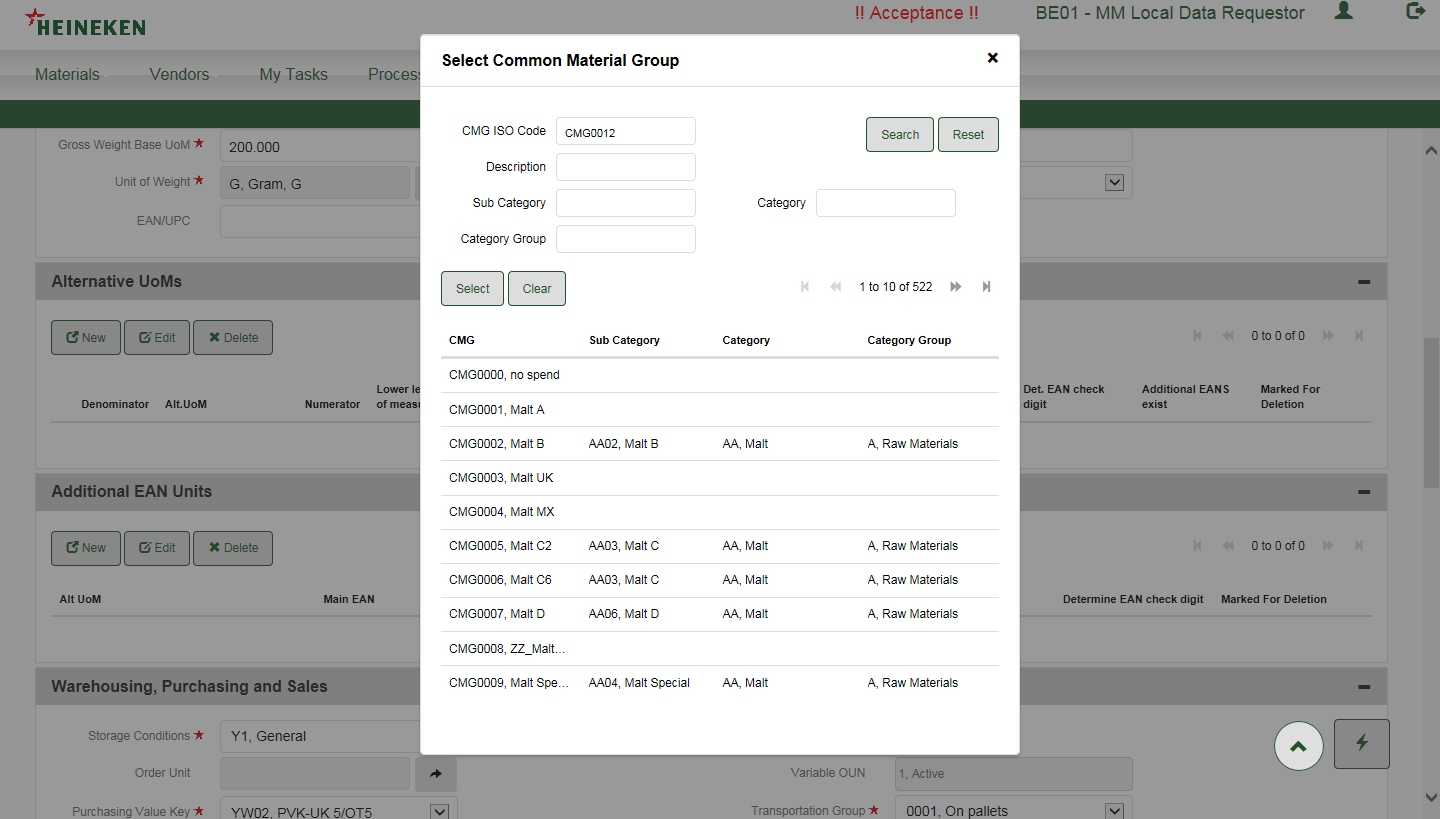 HEINEKEN
!! Acceptance !!
BE01 - MM Local Data Requestor
Materials
Vendors
My Tasks
Process
Select Common Material Group
CMG ISO Code
CMG0012
Search
Reset
Description
Sub Category
Category
Category Group
Select
Clear
1 to 10 of 522
CMG Sub Category Category Category Group
CMG0000, no spend
CMG0001, Malt A
CMG0002, Malt B AA02, Malt B AA, Malt A, Raw Materials
CMG0003, Malt UK
CMG0004, Malt MX
CMG0005, Malt C2 AA03, Malt C AA, Malt A, Raw Materials
CMG0006, Malt C6 AA03, Malt C AA, Malt A, Raw Materials
CMG0007, Malt D AA06, Malt D AA, Malt A, Raw Materials
CMG0008, ZZ_Malt...
CMG0009, Malt Spe... AA04, Malt Special AA, Malt A, Raw Materials
Gross Weight Base UoM * 200.000
Unit of Weight * G, Gram, G
EAN/UPC
Alternative UoMs
New Edit Delete
0 to 0 of 0
Denominator Alt.UoM Numerator
Lower le
of measu
Det. EAN check
digit
Additional EANS
exist
Marked For
Deletion
Additional EAN Units
New Edit Delete
0 to 0 of 0
Alt UoM Main EAN Determine EAN check digit Marked For Deletion
Warehousing, Purchasing and Sales
Storage Conditions * Y1, General
Order Unit
Variable OUN 1, Active
Purchasing Value Key * YW02, PVK-UK 5/OT5
Transportation Group * 0001, On pallets